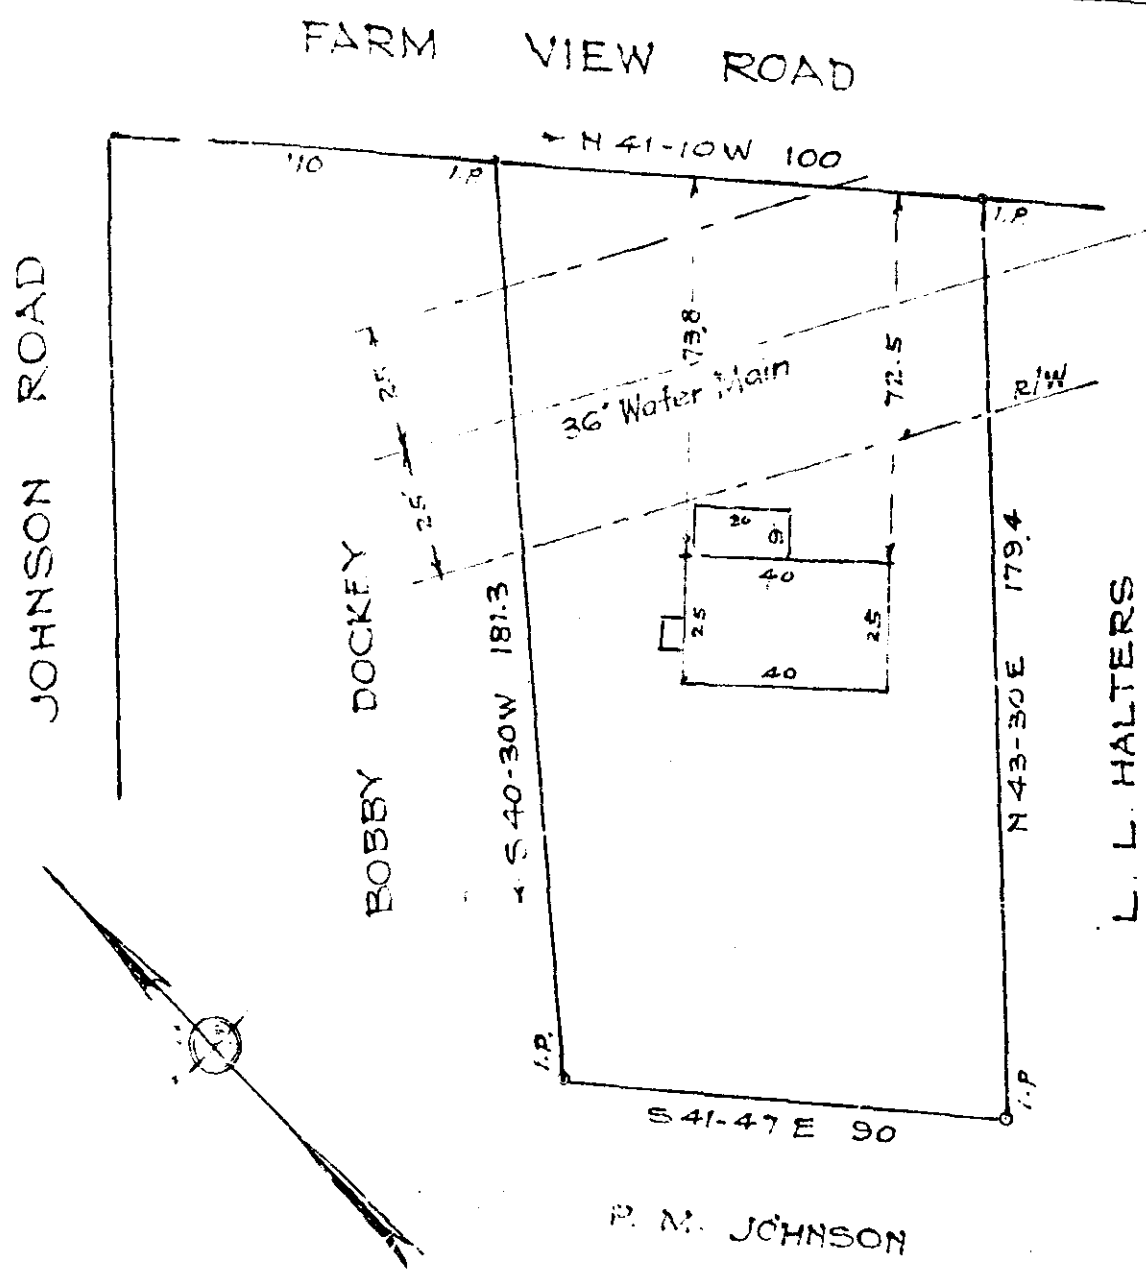 FARM VIEW ROAD
N 41-10W 100
110
I.P.
I.P.
JOHNSON ROAD
73.8
72.5
25
25
36" Water Main
R/W
20
40
25
25
40
BOBBY DOCKEY
S 40-30W 181.3
N 43-30E 179.4
L. L. HALTERS
I.P.
I.P
S 41-47 E 90
P. M. JOHNSON